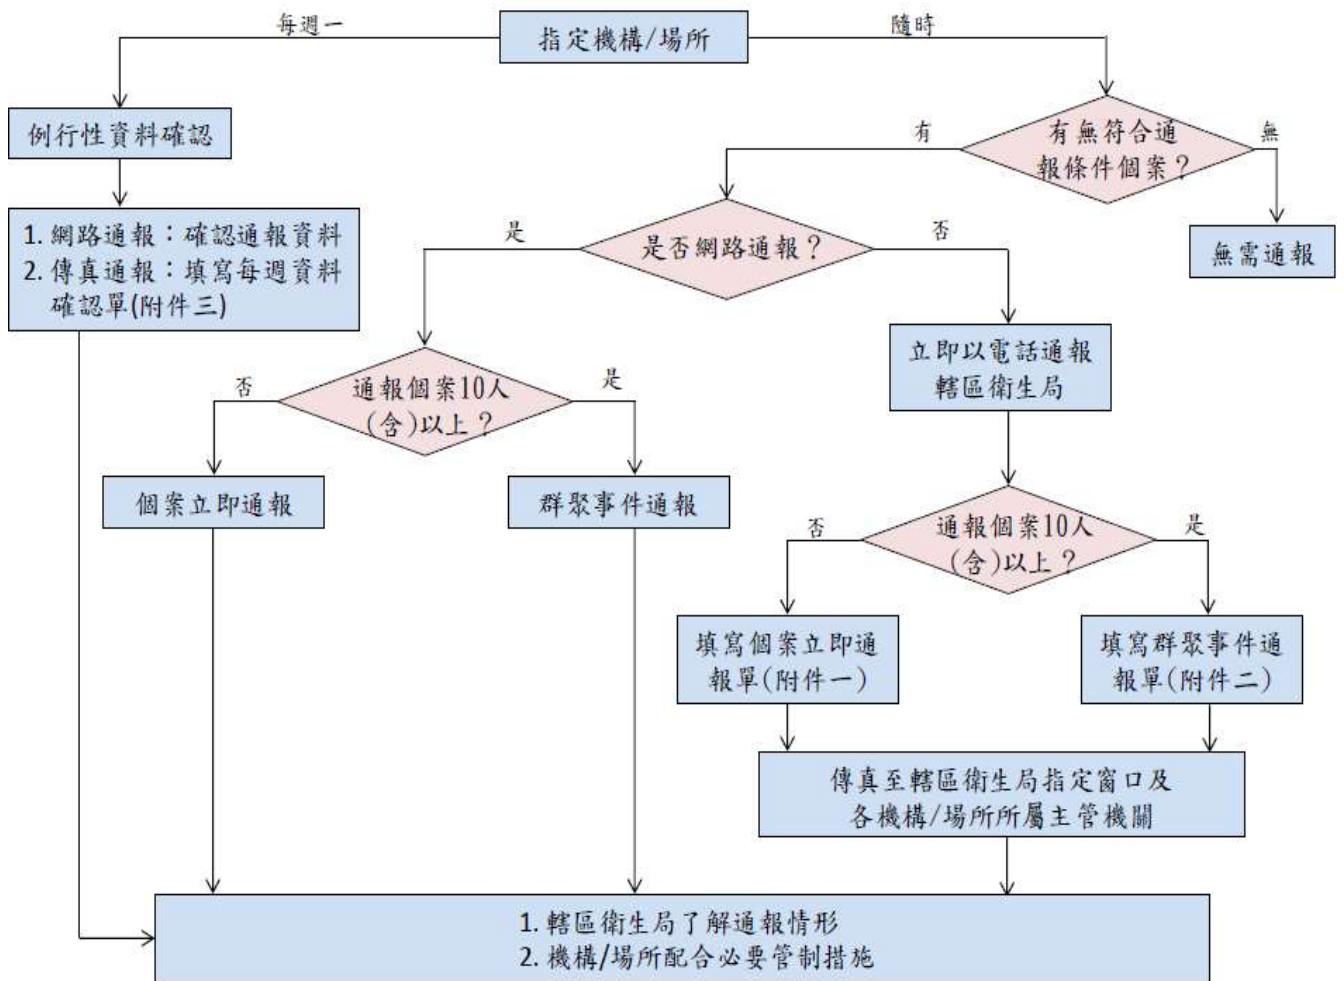 每週一
指定機構/場所
隨時
例行性資料確認
有無符合通
報條件個案？
有
無
1. 網路通報：確認通報資料
2. 傳真通報：填寫每週資料
確認單(附件三)
是
是否網路通報？
否
無需通報
立即以電話通報
轄區衛生局
否
通報個案10人
(含)以上？
是
個案立即通報
群聚事件通報
否
通報個案10人
(含)以上？
是
填寫個案立即通
報單(附件一)
填寫群聚事件通
報單(附件二)
傳真至轄區衛生局指定窗口及
各機構/場所所屬主管機關
1. 轄區衛生局了解通報情形
2. 機構/場所配合必要管制措施